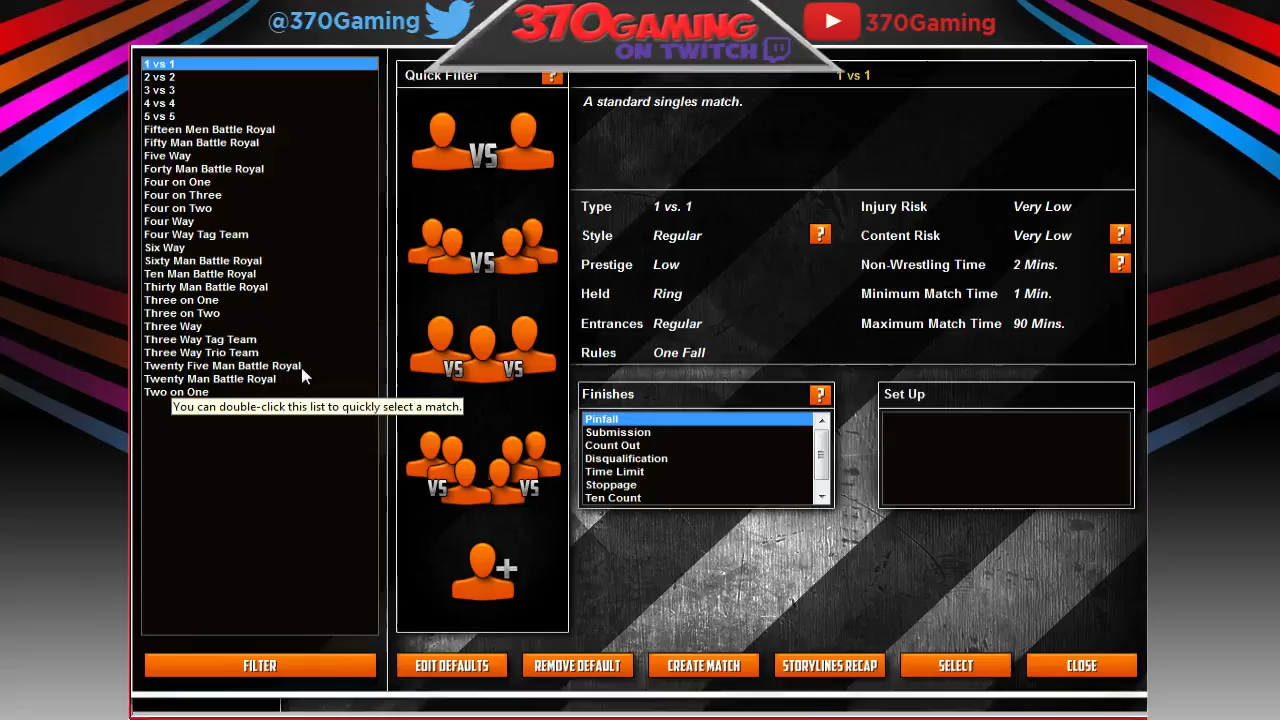 @370Gaming
370GAMING
ON TWITCH
370Gaming
1 vs 1
2 vs 2
3 vs 3
4 vs 4
5 vs 5
Fifteen Men Battle Royal
Fifty Man Battle Royal
Five Way
Forty Man Battle Royal
Four on One
Four on Three
Four on Two
Four Way
Four Way Tag Team
Six Way
Sixty Man Battle Royal
Ten Man Battle Royal
Thirty Man Battle Royal
Three on One
Three on Two
Three Way
Three Way Tag Team
Three Way Trio Team
Twenty Five Man Battle Royal
Twenty Man Battle Royal
Two on One
You can double-click this list to quickly select a match.
FILTER
Quick Filter ?
VS
VS
VS VS
VS VS
1 vs 1
A standard singles match.
Type 1 vs. 1
Style Regular ?
Prestige Low
Held Ring
Entrances Regular
Rules One Fall
Injury Risk Very Low
Content Risk Very Low ?
Non-Wrestling Time 2 Mins. ?
Minimum Match Time 1 Min.
Maximum Match Time 90 Mins.
Finishes ?
Pinfall
Submission
Count Out
Disqualification
Time Limit
Stoppage
Ten Count
Set Up
EDIT DEFAULTS
REMOVE DEFAULT
CREATE MATCH
STORYLINES RECAP
SELECT
CLOSE